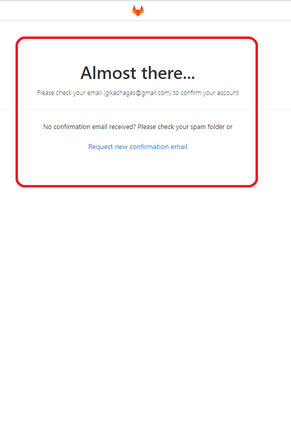 Almost there...
Please check your email (gikachagas@gmail.com) to confirm your account
No confirmation email received? Please check your spam folder or
Request new confirmation email